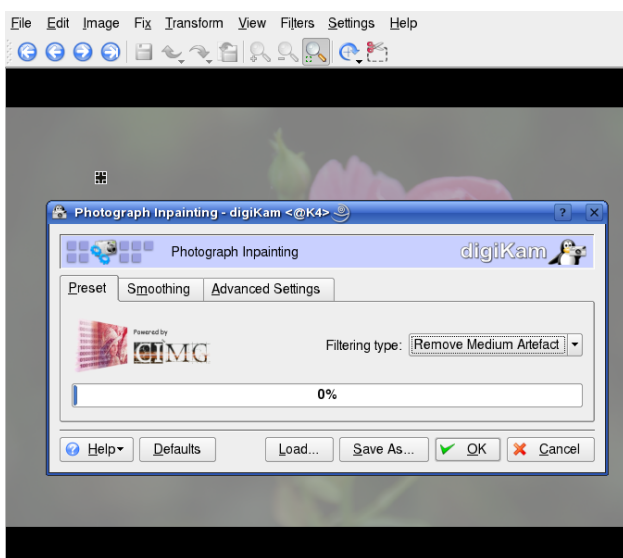 File Edit Image Fix Transform View Filters Settings Help
Photograph Inpainting - digiKam <@K4>
Photograph Inpainting digiKam
Preset Smoothing Advanced Settings
Powered by
CIMG
Filtering type: Remove Medium Artefact
0%
Help Defaults Load... Save As... OK Cancel